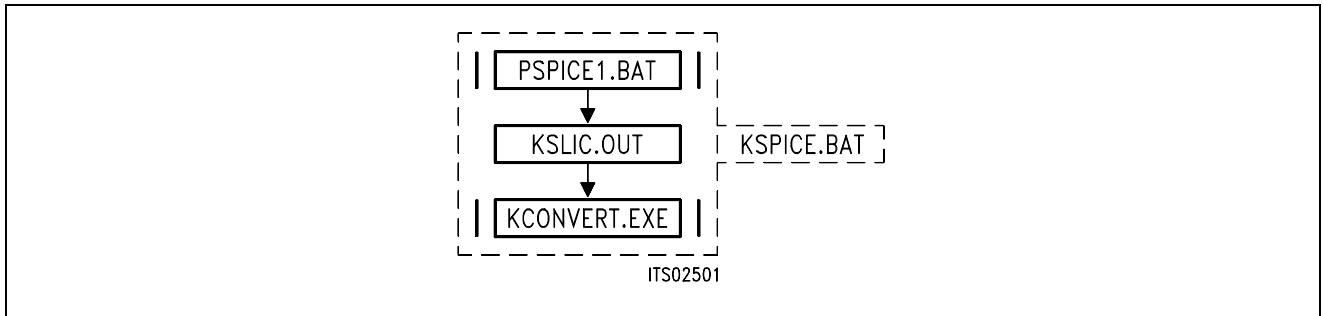 PSPICE1.BAT
KSLIC.OUT
KSPICE.BAT
KCONVERT.EXE
ITS02501